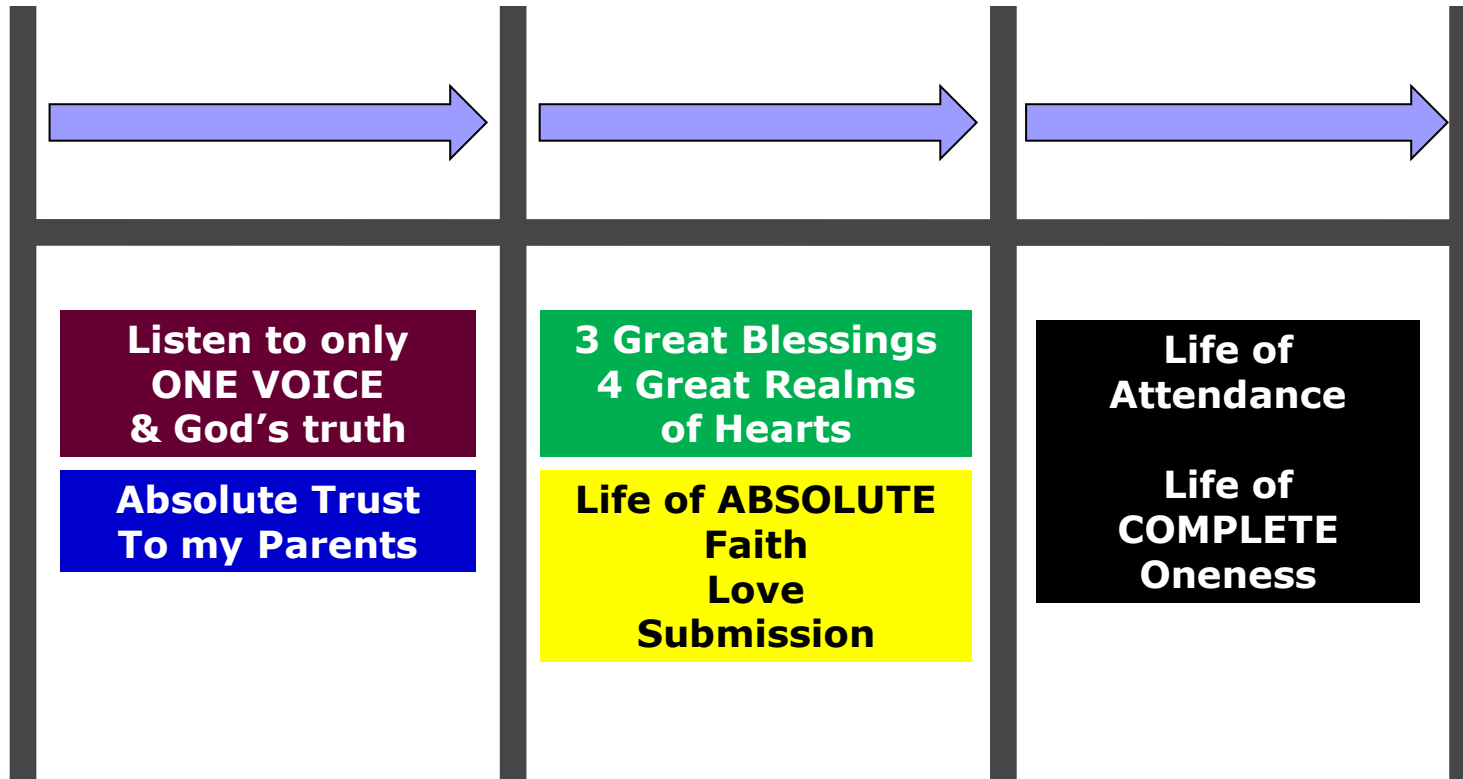 Listen to only
ONE VOICE
& God’s truth
Absolute Trust
To my Parents
3 Great Blessings
4 Great Realms
of Hearts
Life of ABSOLUTE
Faith
Love
Submission
Life of
Attendance
Life of
COMPLETE
Oneness